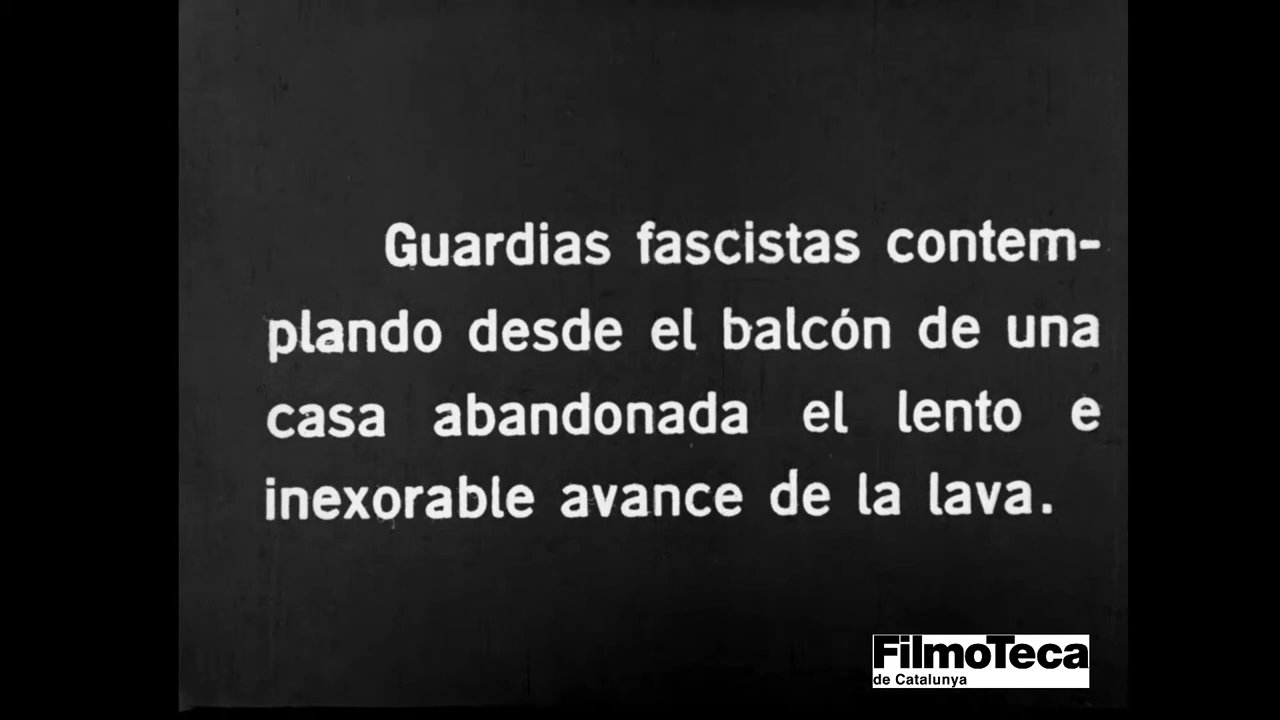 Guardias fascistas contem-
plando desde el balcón de una
casa abandonada el lento e
inexorable avance de la lava.
FilmoTeca
de Catalunya